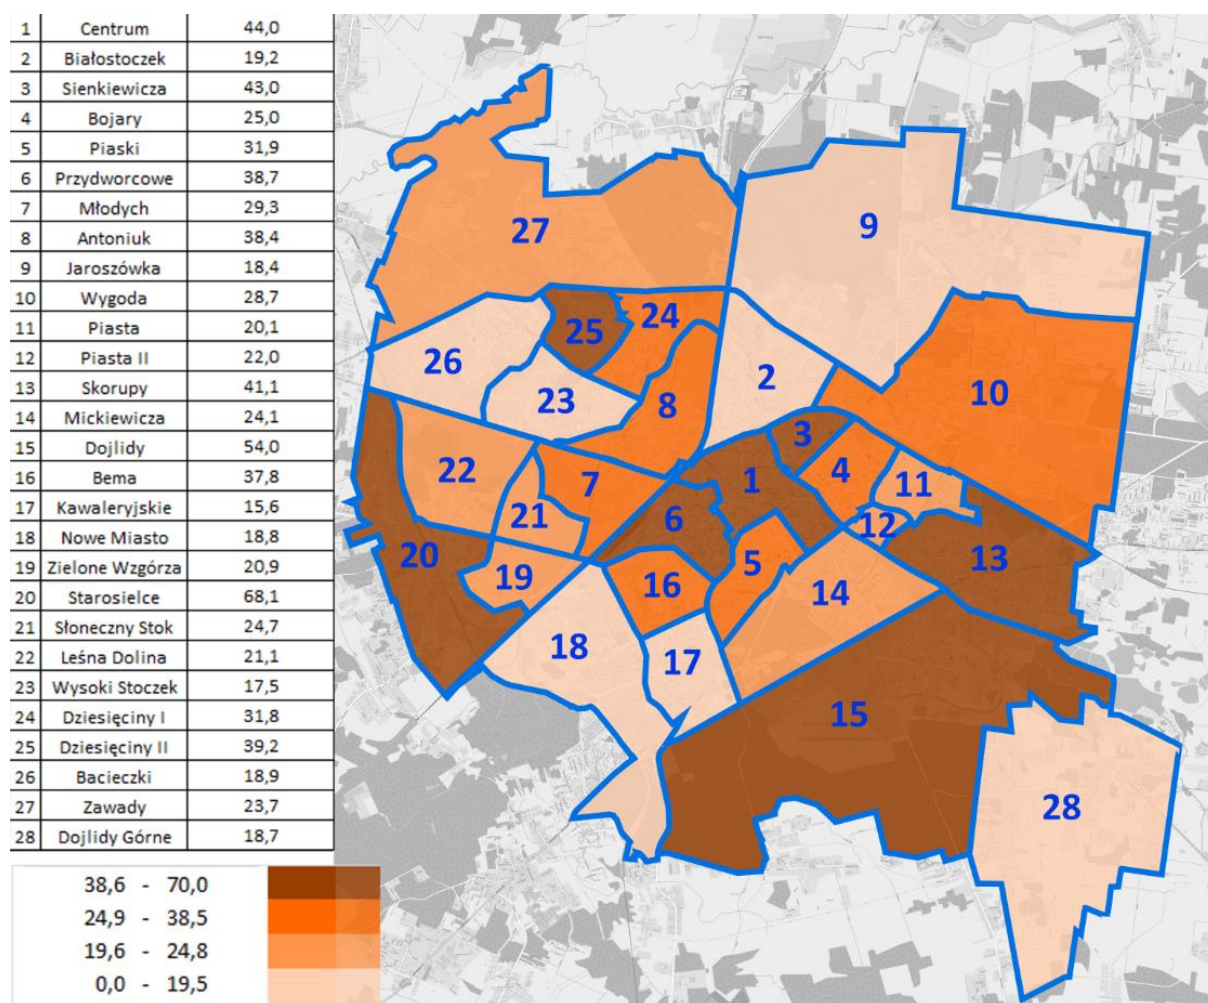 1 Centrum 44,0
2 Białostoczek 19,2
3 Sienkiewicza 43,0
4 Bojary 25,0
5 Piaski 31,9
6 Przydworcowe 38,7
7 Młodych 29,3
8 Antoniuk 38,4
9 Jaroszówka 18,4
10 Wygoda 28,7
11 Piasta 20,1
12 Piasta II 22,0
13 Skorupy 41,1
14 Mickiewicza 24,1
15 Dojlidy 54,0
16 Bema 37,8
17 Kawaleryjskie 15,6
18 Nowe Miasto 18,8
19 Zielone Wzgórza 20,9
20 Starosielce 68,1
21 Słoneczny Stok 24,7
22 Leśna Dolina 21,1
23 Wysoki Stoczek 17,5
24 Dziesięciny I 31,8
25 Dziesięciny II 39,2
26 Bacieczki 18,9
27 Zawady 23,7
28 Dojlidy Górne 18,7
38,6 - 70,0
24,9 - 38,5
19,6 - 24,8
0,0 - 19,5
27
9
25
24
26
2
23
8
10
3
22
7
1
4
11
21
6
12
20
19
16
5
14
13
18
17
15
28